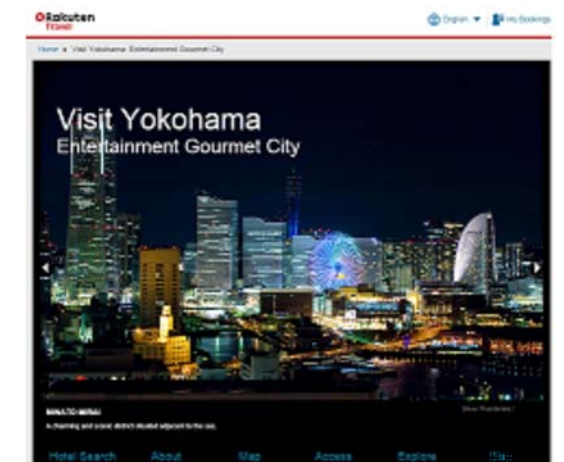 Rakuten
Travel
English
My Bookings
Home
Visit Yokohama Entertainment Gourmet City
Visit Yokohama
Entertainment Gourmet City
MINATO MIRAI
A charming and scenic district situated adjacent to the sea.
Hotel Search
About
Map
Access
Explore